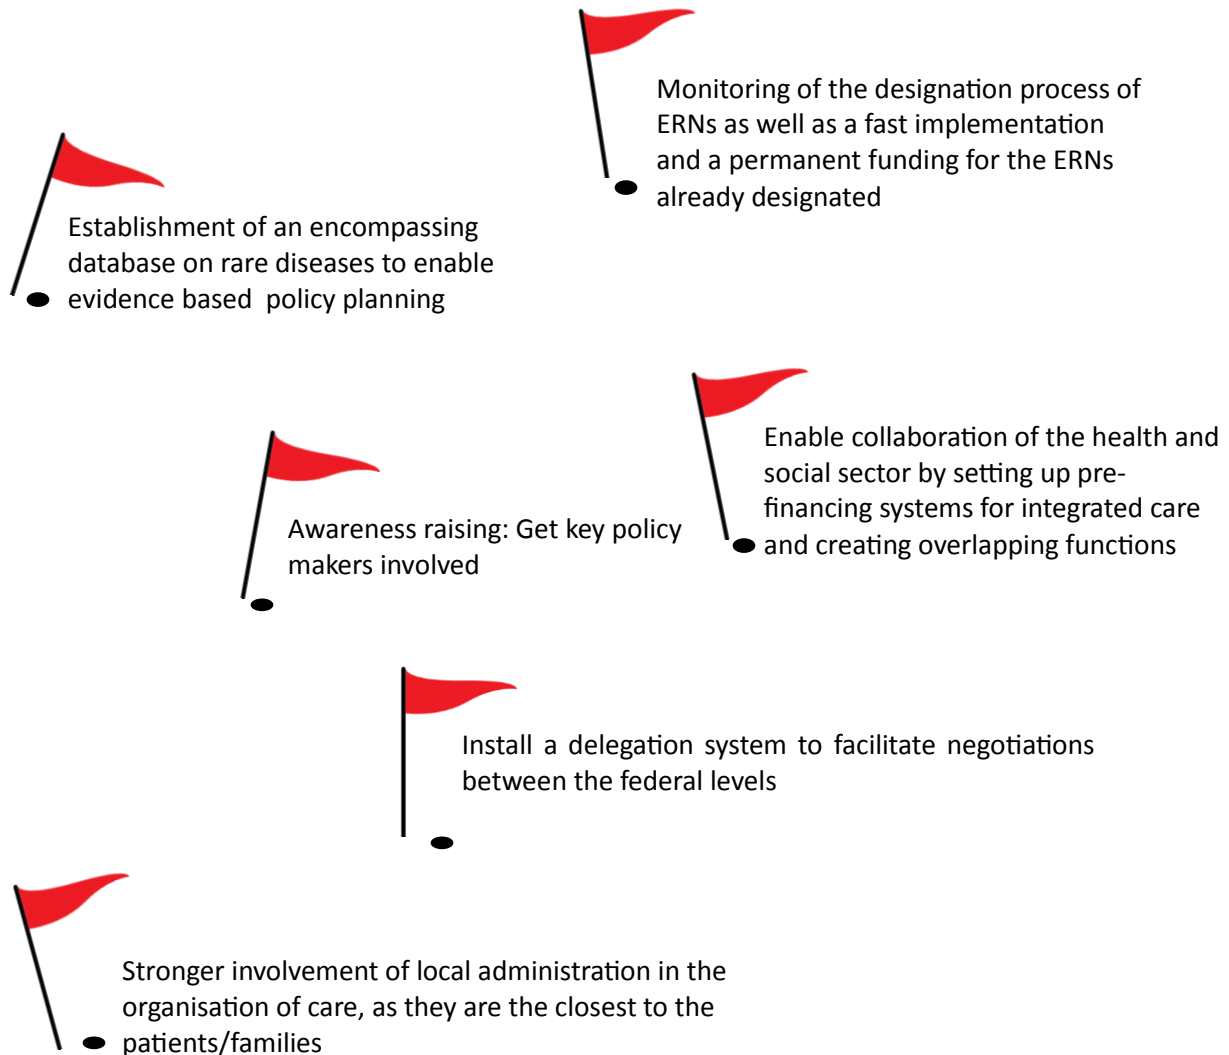 Monitoring of the designation process of
ERNs as well as a fast implementation
and a permanent funding for the ERNs
already designated
Establishment of an encompassing
database on rare diseases to enable
evidence based  policy planning
Enable collaboration of the health and
social sector by setting up pre-
financing systems for integrated care
and creating overlapping functions
Awareness raising: Get key policy
makers involved
Install a delegation system to facilitate negotiations
between the federal levels
Stronger involvement of local administration in the
organisation of care, as they are the closest to the
patients/families